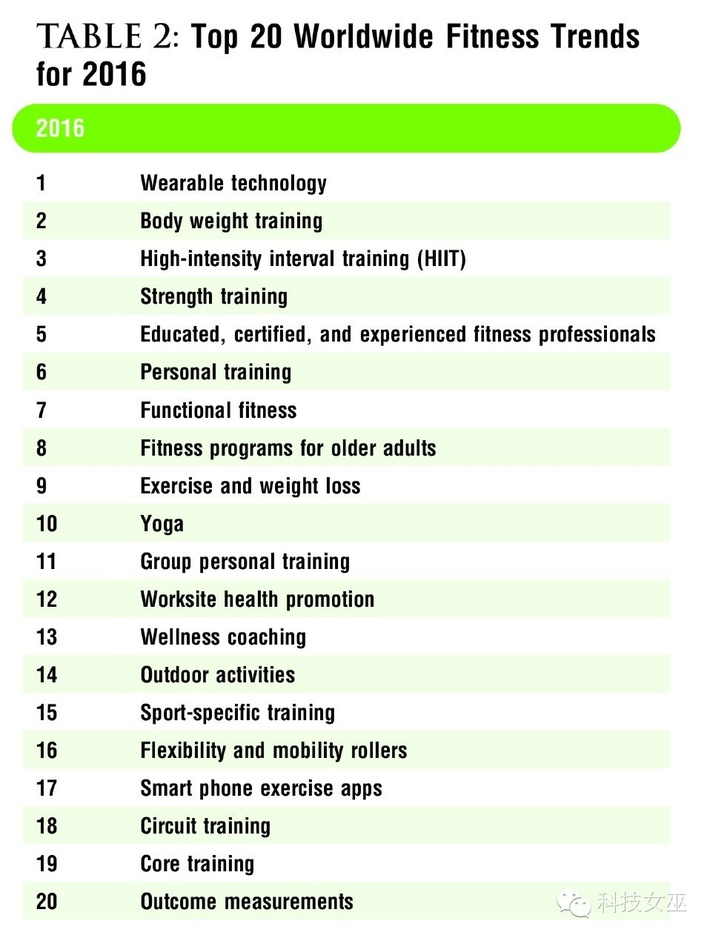 TABLE 2: Top 20 Worldwide Fitness Trends
for 2016
2016
1 Wearable technology
2 Body weight training
3 High-intensity interval training (HIIT)
4 Strength training
5 Educated, certified, and experienced fitness professionals
6 Personal training
7 Functional fitness
8 Fitness programs for older adults
9 Exercise and weight loss
10 Yoga
11 Group personal training
12 Worksite health promotion
13 Wellness coaching
14 Outdoor activities
15 Sport-specific training
16 Flexibility and mobility rollers
17 Smart phone exercise apps
18 Circuit training
19 Core training
20 Outcome measurements
科技女巫